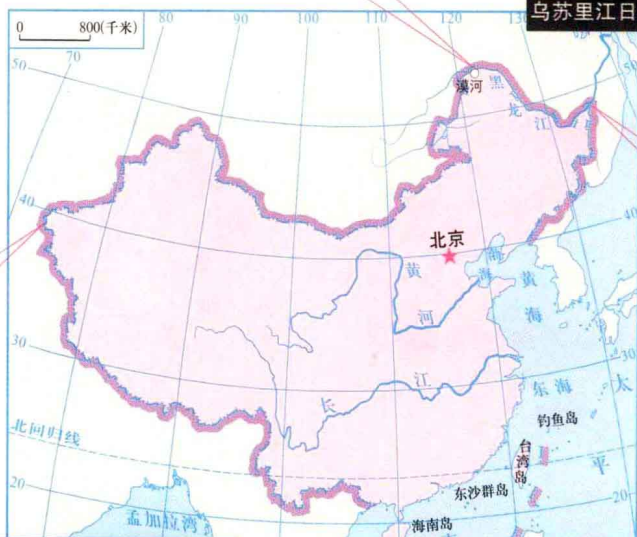 乌苏里江日
80 90 100 110 120 130
0 800(千米)
70
50
漠河
黑
龙
江
50
40
北京
渤
海
黄
河
黄
海
40
30
长
江
30
东海
太
钓鱼岛
北回归线
台湾岛
平
20
东沙群岛
20
孟加拉湾
海南岛